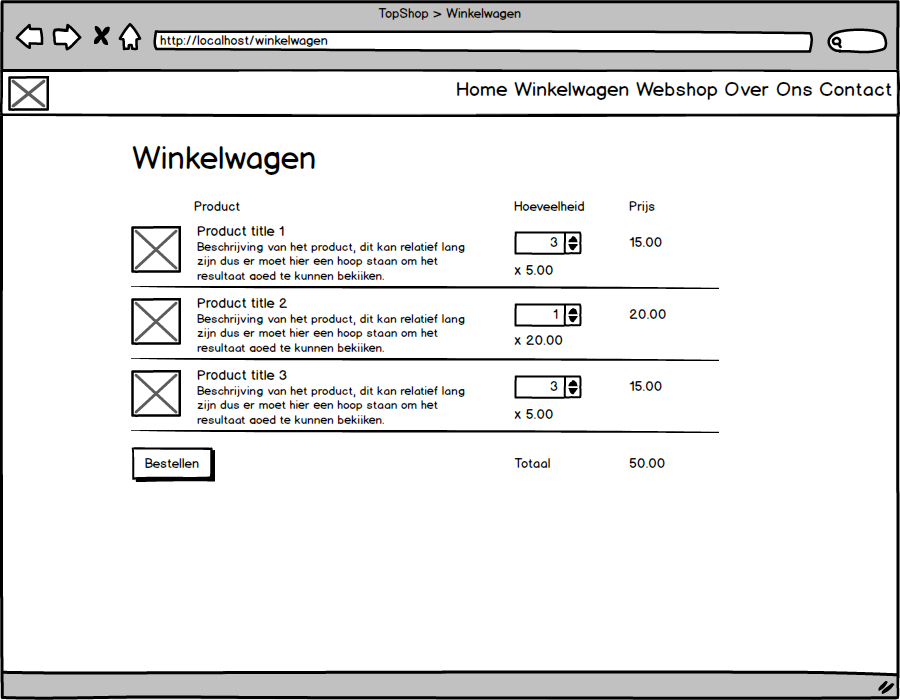 TopShop > Winkelwagen
http://localhost/winkelwagen
Home Winkelwagen Webshop Over Ons Contact
Winkelwagen
Product Hoeveelheid Prijs
Product title 1
Beschrijving van het product, dit kan relatief lang
zijn dus er moet hier een hoop staan om het
resultaat goed te kunnen bekijken.
3 15.00
x 5.00
Product title 2
Beschrijving van het product, dit kan relatief lang
zijn dus er moet hier een hoop staan om het
resultaat goed te kunnen bekijken.
1 20.00
x 20.00
Product title 3
Beschrijving van het product, dit kan relatief lang
zijn dus er moet hier een hoop staan om het
resultaat goed te kunnen bekijken.
3 15.00
x 5.00
Bestellen Totaal 50.00